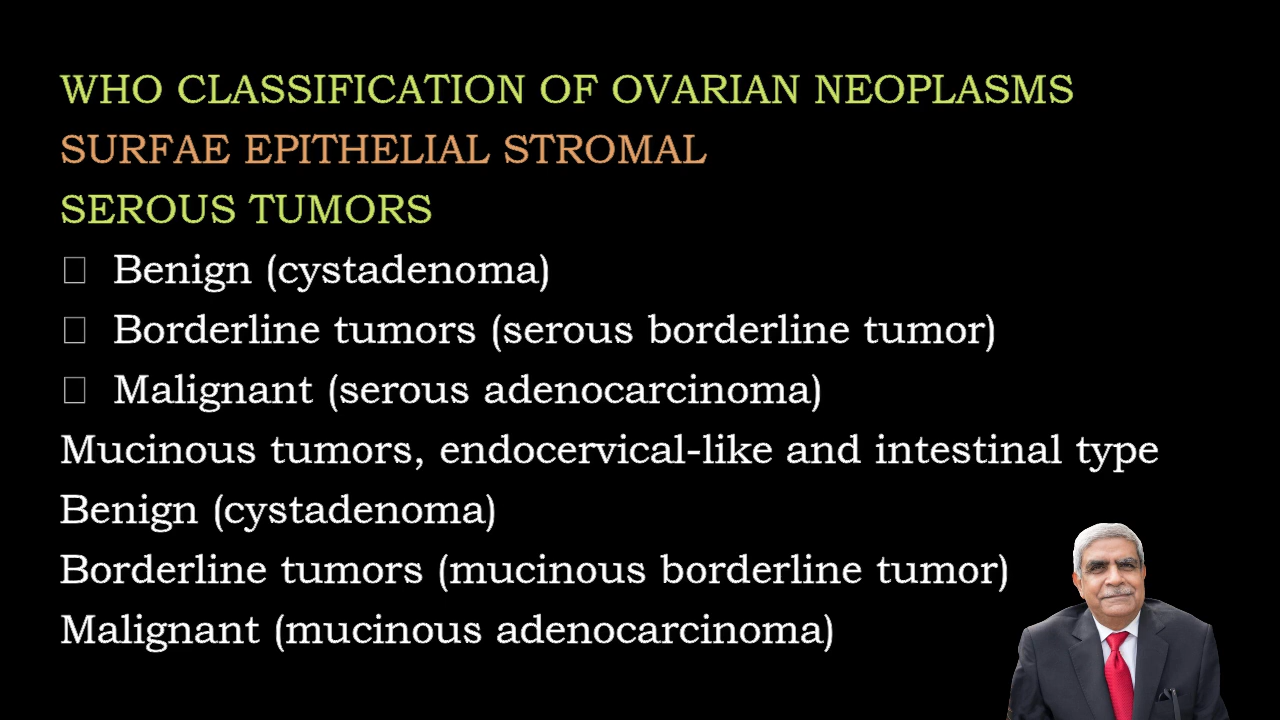 WHO CLASSIFICATION OF OVARIAN NEOPLASMS
SURFAE EPITHELIAL STROMAL
SEROUS TUMORS
Benign (cystadenoma)
Borderline tumors (serous borderline tumor)
Malignant (serous adenocarcinoma)
Mucinous tumors, endocervical-like and intestinal type
Benign (cystadenoma)
Borderline tumors (mucinous borderline tumor)
Malignant (mucinous adenocarcinoma)